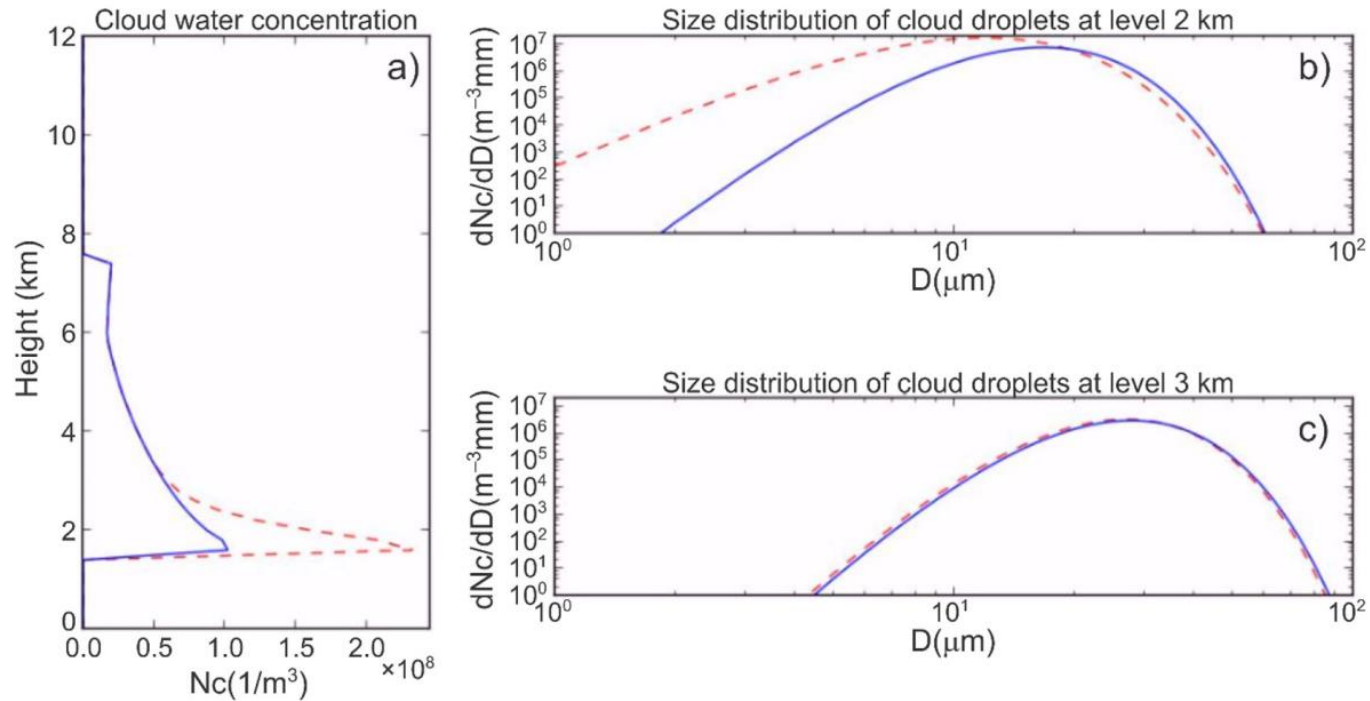 Cloud water concentration
a)
12
10
8
6
4
2
0
Height (km)
0.0 0.5 1.0 1.5 2.0
×10⁸
Nc(1/m³)
Size distribution of cloud droplets at level 2 km
b)
10⁷
10⁶
10⁵
10⁴
10³
10²
10¹
10⁰
dNc/dD(m⁻³mm)
10⁰ 10¹ 10²
D(μm)
Size distribution of cloud droplets at level 3 km
c)
10⁷
10⁶
10⁵
10⁴
10³
10²
10¹
10⁰
dNc/dD(m⁻³mm)
10⁰ 10¹ 10²
D(μm)